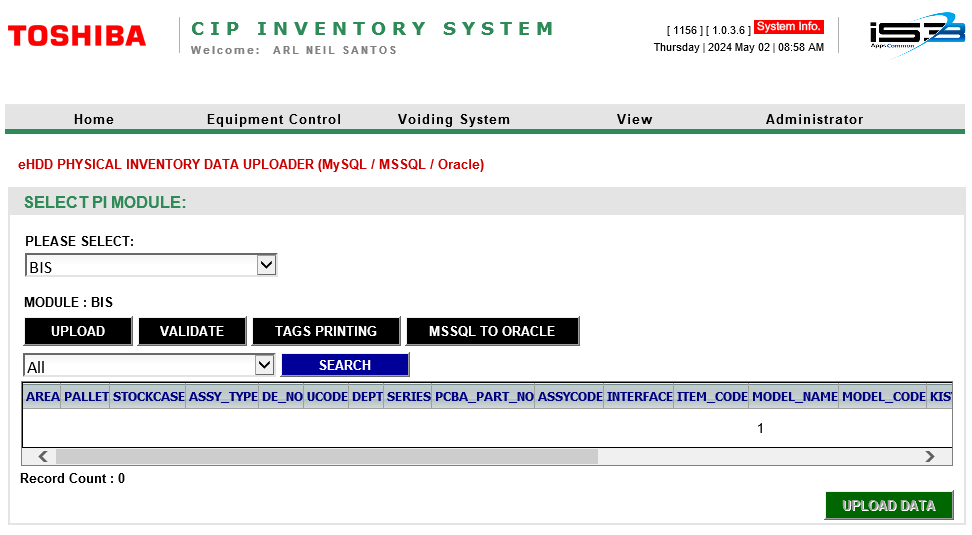 TOSHIBA
CIP INVENTORY SYSTEM
Welcome: ARL NEIL SANTOS
[ 1156 ] [ 1.0.3.6 ] System Info.
Thursday | 2024 May 02 | 08:58 AM
is3
AppsCommon
Home Equipment Control Voiding System View Administrator
eHDD PHYSICAL INVENTORY DATA UPLOADER (MySQL / MSSQL / Oracle)
SELECT PI MODULE:
PLEASE SELECT:
BIS
MODULE : BIS
UPLOAD VALIDATE TAGS PRINTING MSSQL TO ORACLE
All SEARCH
AREA PALLET STOCKCASE ASSY_TYPE DE_NO UCODE DEPT SERIES PCBA_PART_NO ASSYCODE INTERFACE ITEM_CODE MODEL_NAME MODEL_CODE KIS
1
Record Count : 0
UPLOAD DATA